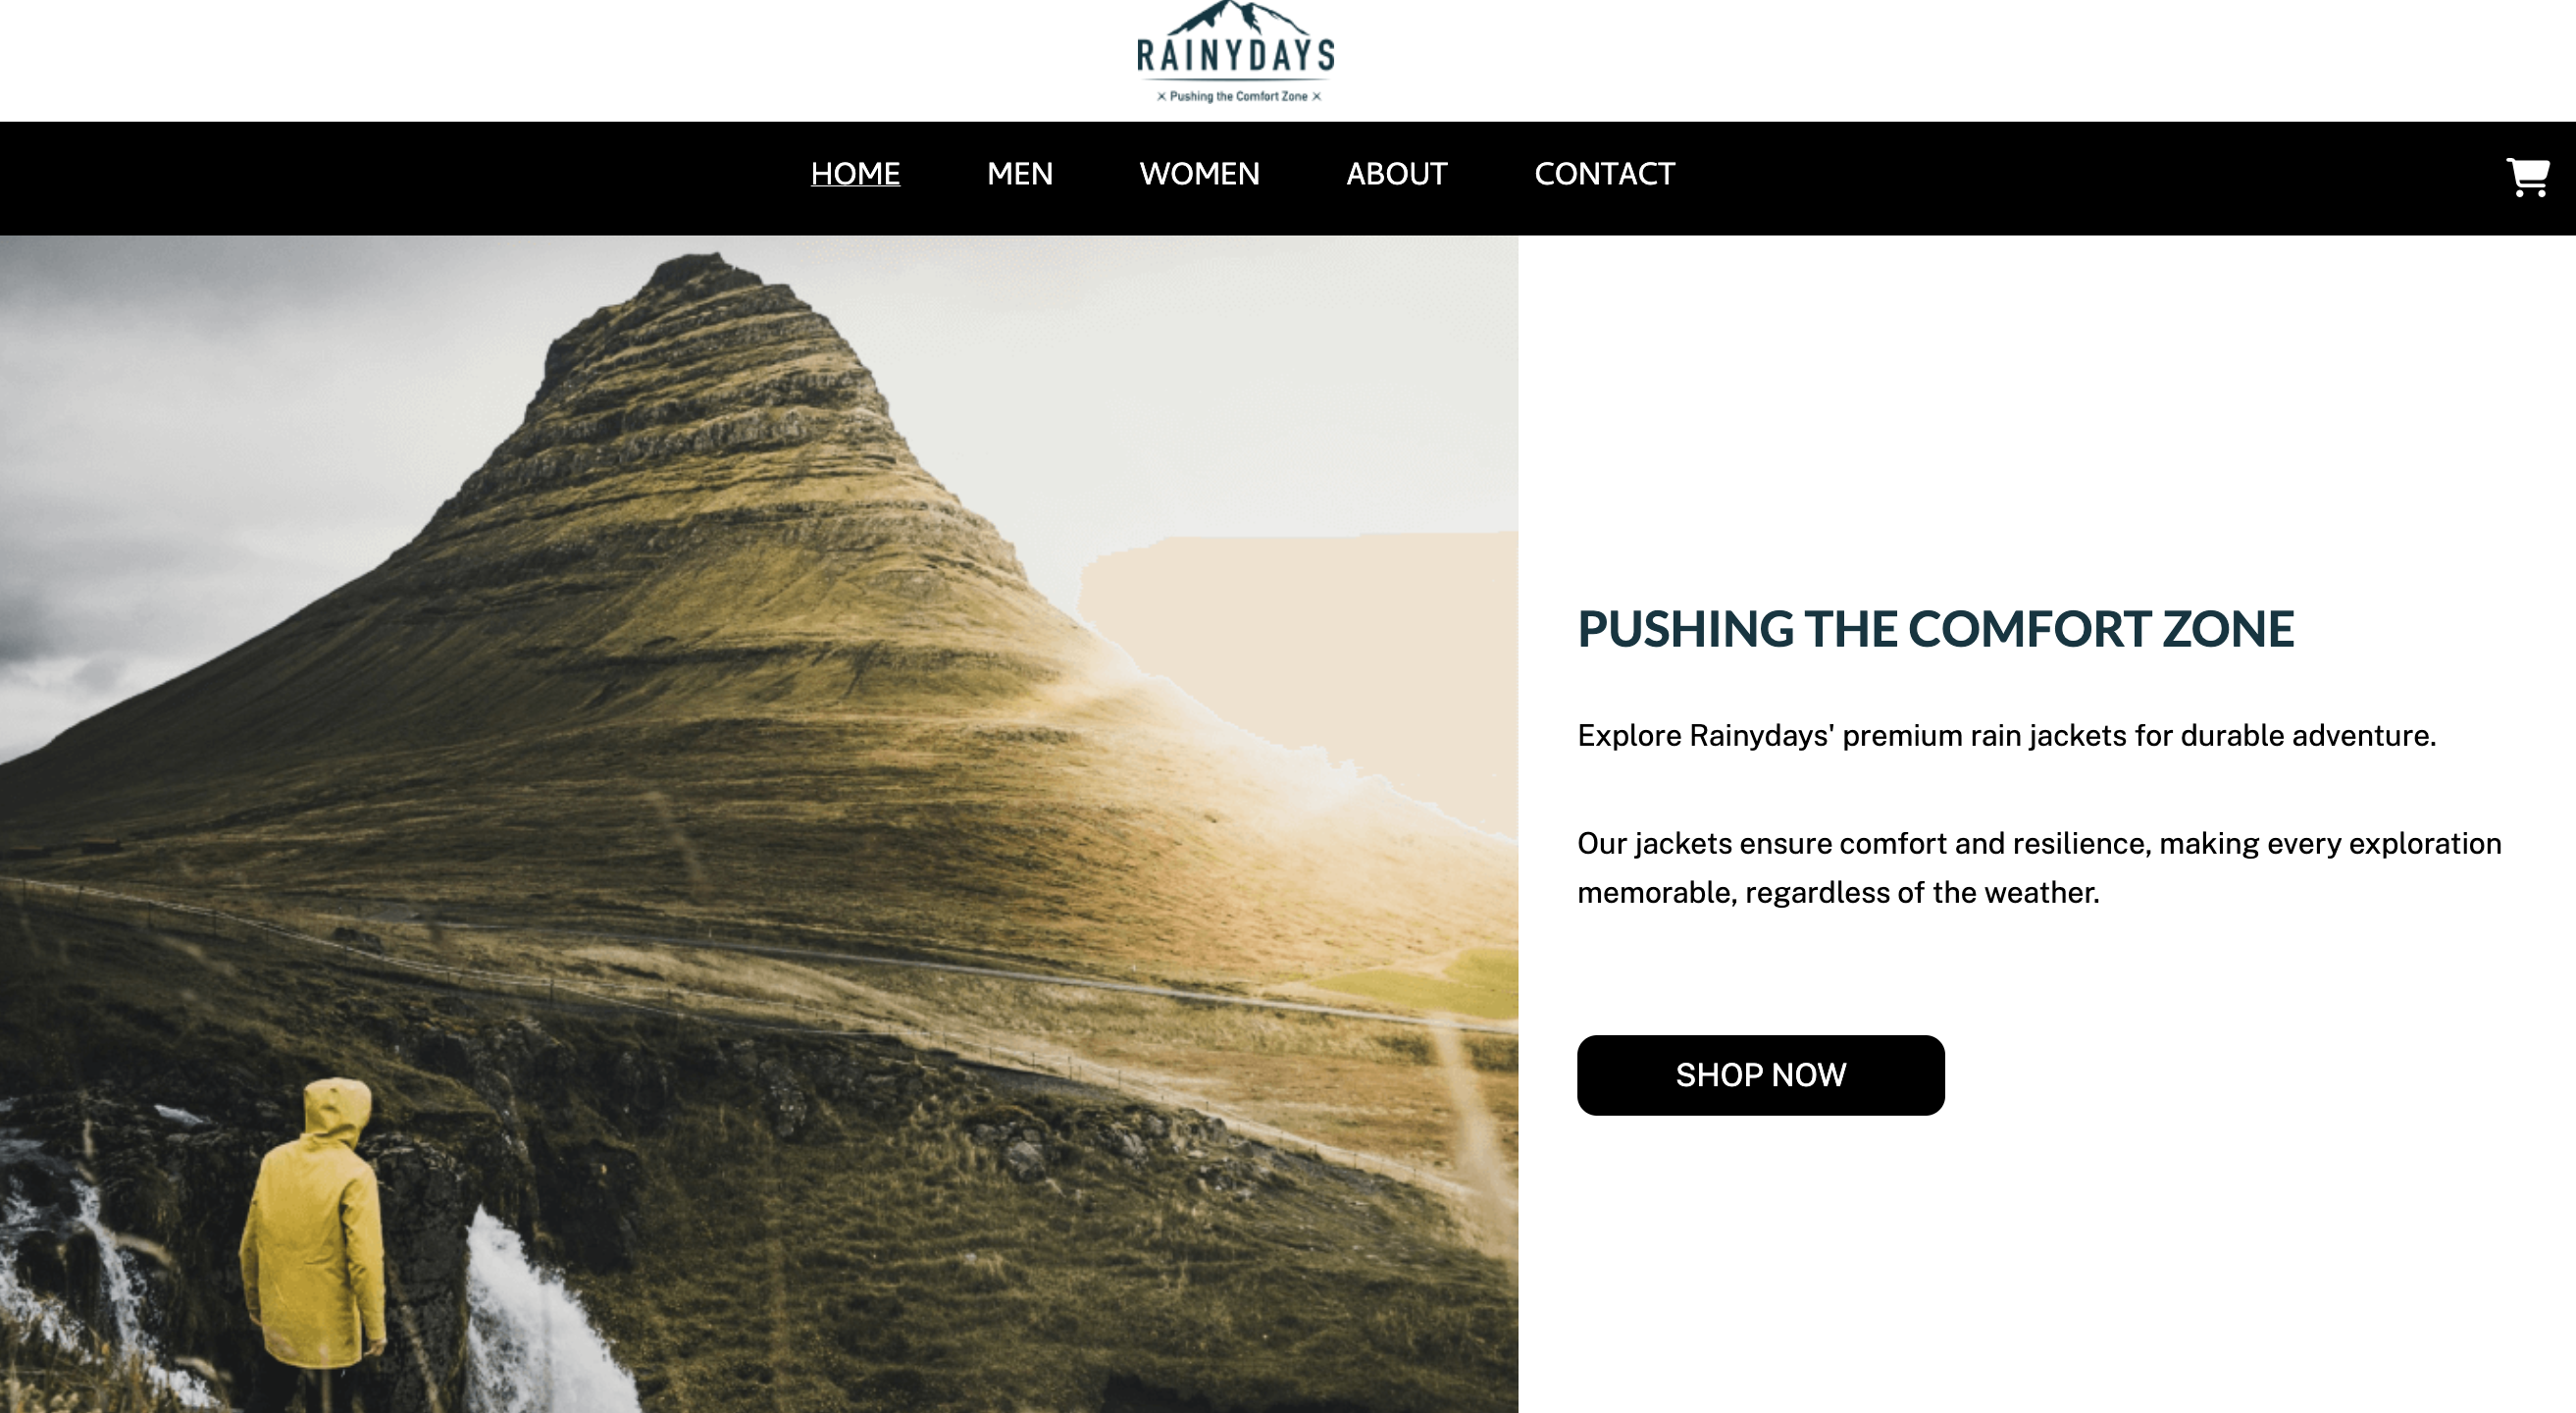 RAINYDAYS
× Pushing the Comfort Zone ×
HOME MEN WOMEN ABOUT CONTACT
PUSHING THE COMFORT ZONE
Explore Rainydays' premium rain jackets for durable adventure.
Our jackets ensure comfort and resilience, making every exploration
memorable, regardless of the weather.
SHOP NOW